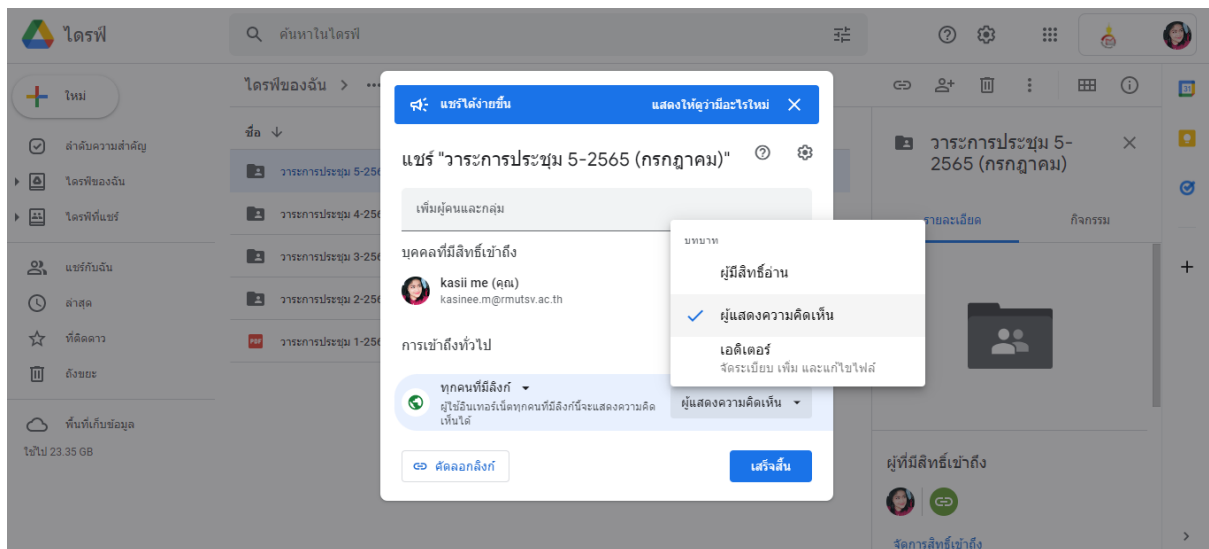 ไดรฟ์
ค้นหาในไดรฟ์
ใหม่
ลำดับความสำคัญ
ไดรฟ์ของฉัน
ไดรฟ์ที่แชร์
แชร์กับฉัน
ล่าสุด
ที่ติดดาว
ถังขยะ
พื้นที่เก็บข้อมูล
ใช้ไป 23.35 GB
ไดรฟ์ของฉัน > ...
ชื่อ
วาระการประชุม 5-256
วาระการประชุม 4-256
วาระการประชุม 3-256
วาระการประชุม 2-256
PDF วาระการประชุม 1-256
แชร์ได้ง่ายขึ้น แสดงให้ดูว่ามีอะไรใหม่
แชร์ "วาระการประชุม 5-2565 (กรกฎาคม)"
เพิ่มผู้คนและกลุ่ม
บุคคลที่มีสิทธิ์เข้าถึง
kasii me (คุณ)
kasinee.m@rmutsv.ac.th
การเข้าถึงทั่วไป
ทุกคนที่มีลิงก์
ผู้ใช้อินเทอร์เน็ตทุกคนที่มีลิงก์นี้จะแสดงความคิด
เห็นได้
บทบาท
ผู้มีสิทธิ์อ่าน
ผู้แสดงความคิดเห็น
เอดิเตอร์
จัดระเบียบ เพิ่ม และแก้ไขไฟล์
ผู้แสดงความคิดเห็น
คัดลอกลิงก์
เสร็จสิ้น
วาระการประชุม 5-
2565 (กรกฎาคม)
รายละเอียด กิจกรรม
ผู้ที่มีสิทธิ์เข้าถึง
จัดการสิทธิ์เข้าถึง
31